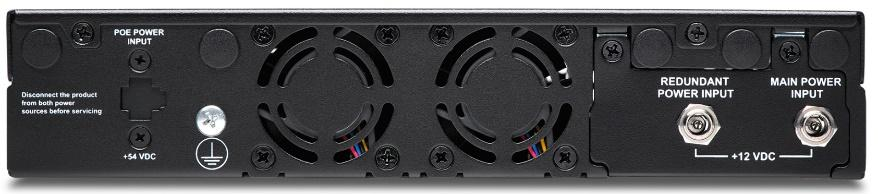 POE POWER
INPUT
Disconnect the product
from both power
sources before servicing
+54 VDC
REDUNDANT
POWER INPUT
MAIN POWER
INPUT
+12 VDC